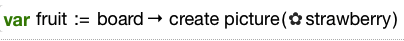 var fruit := board → create picture(✿ strawberry)